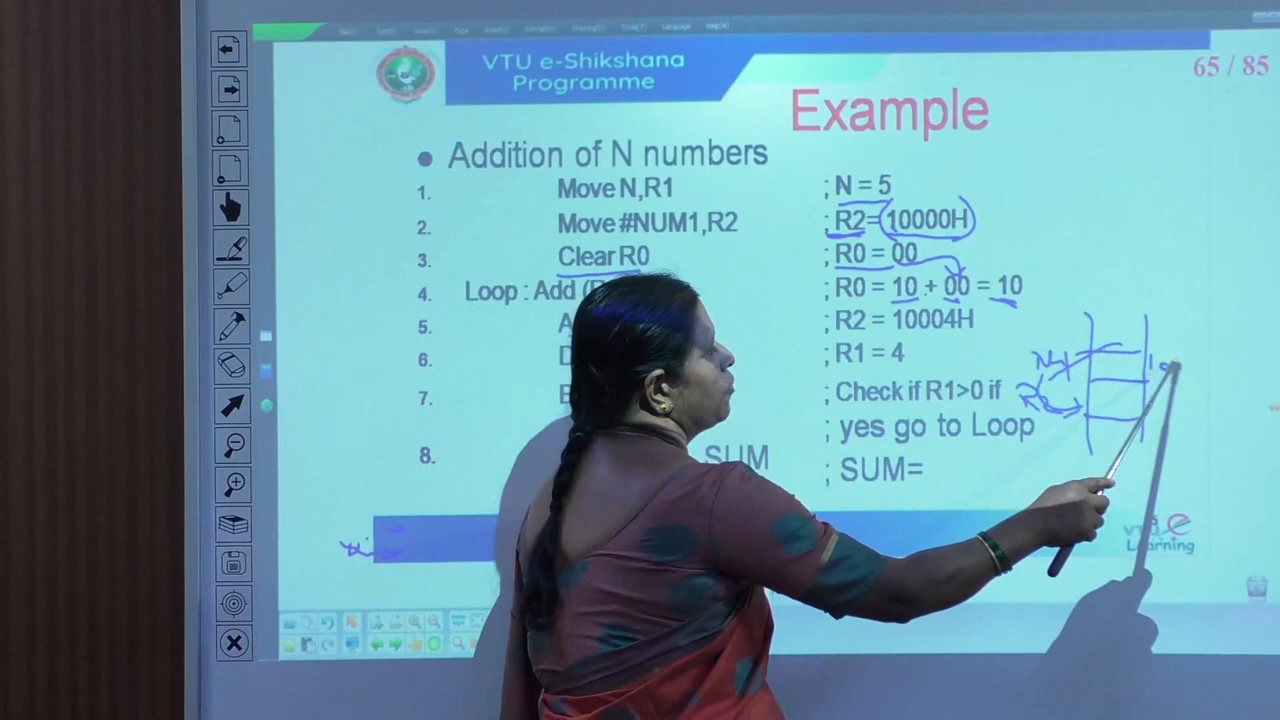 VTU e-Shikshana
Programme
65 / 85
Example
Addition of N numbers
1. Move N,R1 ; N = 5
2. Move #NUM1,R2 ; R2= 10000H
3. Clear R0 ; R0 = 00
4. Loop : Add ; R0 = 10 + 00 = 10
5. ; R2 = 10004H
6. ; R1 = 4
7. ; Check if R1>0 if
; yes go to Loop
8. SUM ; SUM=
VTU e
Learning